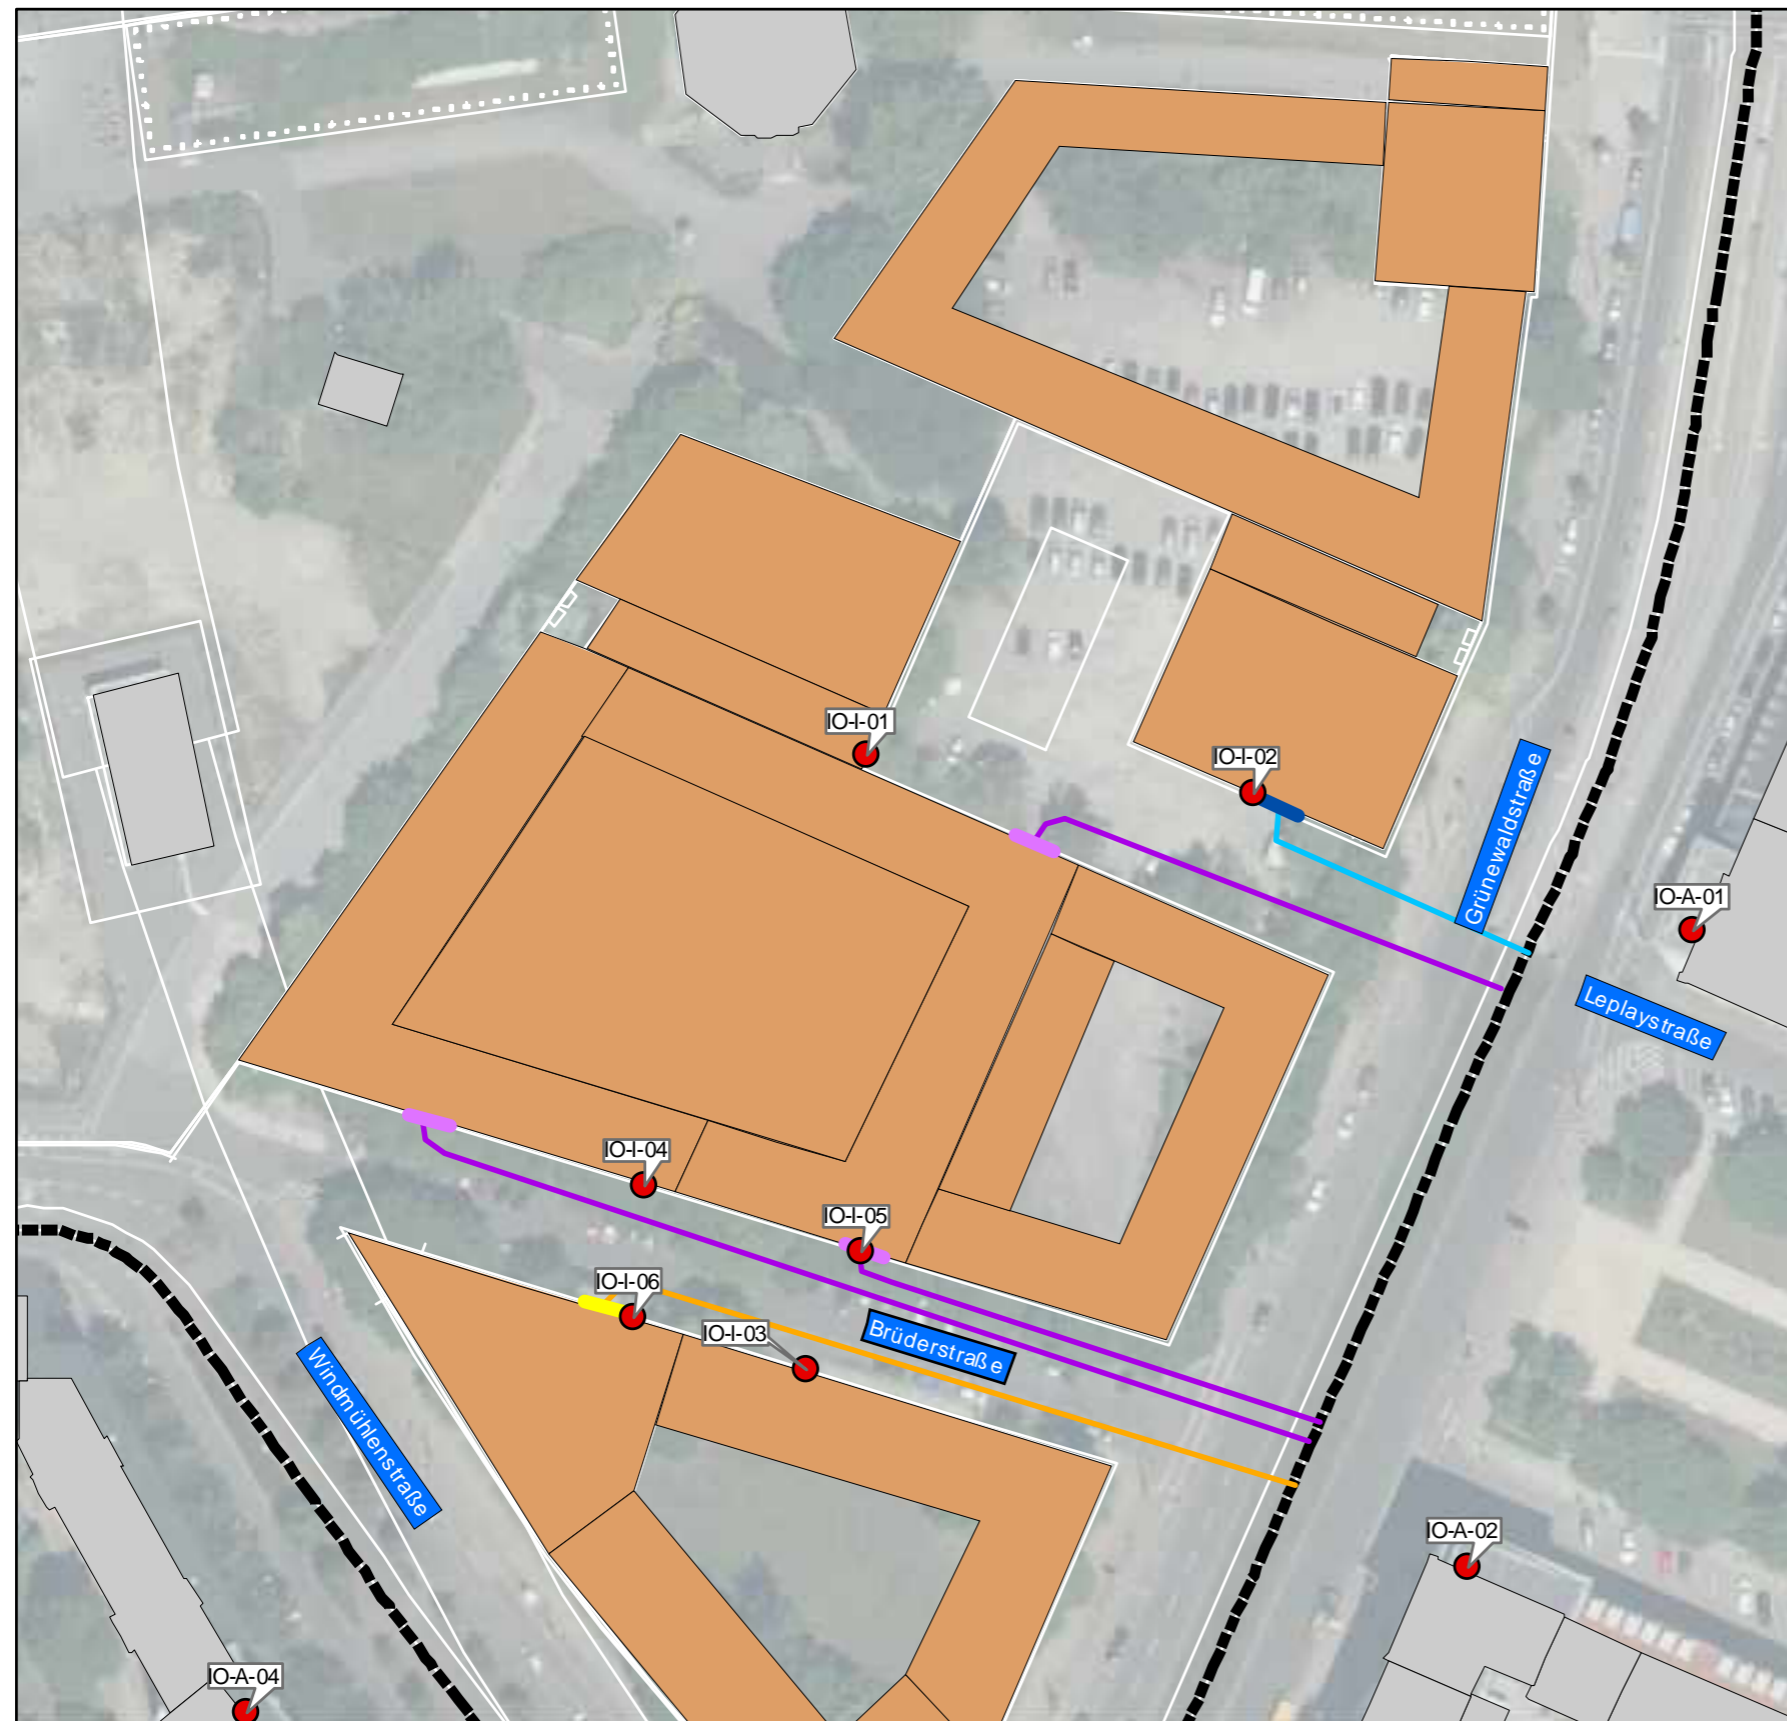 IO-I-01
IO-I-02
Grünewaldstraße
IO-A-01
Leplaystraße
IO-I-04
IO-I-05
IO-I-06
IO-I-03
Brüderstraße
Windmühlenstraße
IO-A-02
IO-A-04